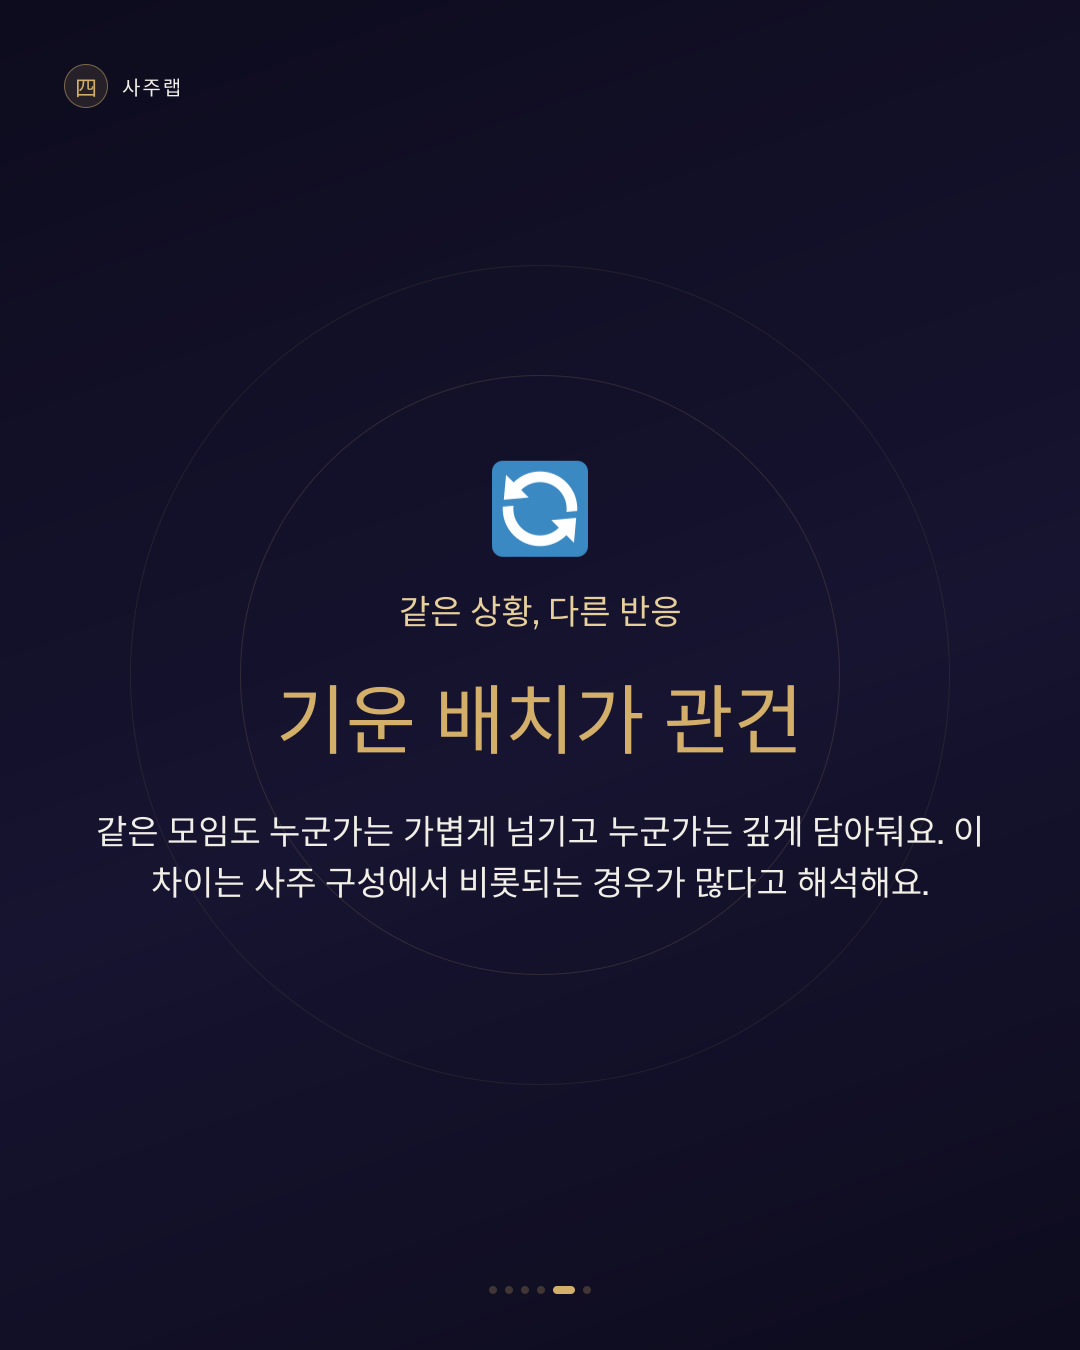 四 사주랩
같은 상황, 다른 반응
기운 배치가 관건
같은 모임도 누군가는 가볍게 넘기고 누군가는 깊게 담아둬요. 이
차이는 사주 구성에서 비롯되는 경우가 많다고 해석해요.